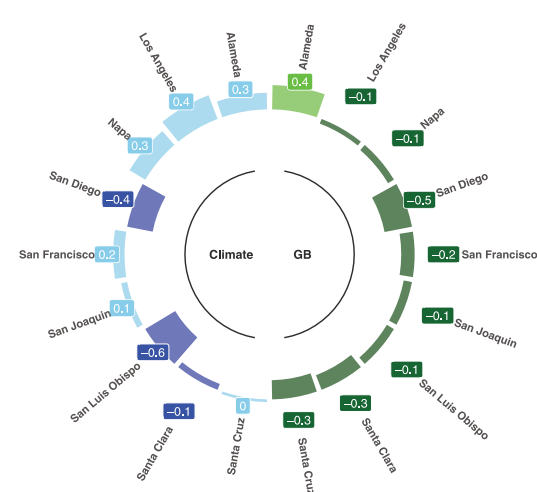 Alameda
0.4
Los Angeles
−0.1
Napa
−0.1
San Diego
−0.5
San Francisco
−0.2
San Joaquin
−0.1
San Luis Obispo
−0.1
Santa Clara
−0.3
Santa Cruz
−0.3
Santa Cruz
0
Santa Clara
−0.1
San Luis Obispo
−0.6
San Joaquin
0.1
San Francisco
0.2
San Diego
−0.4
Napa
0.3
Los Angeles
0.4
Alameda
0.3
Climate
GB